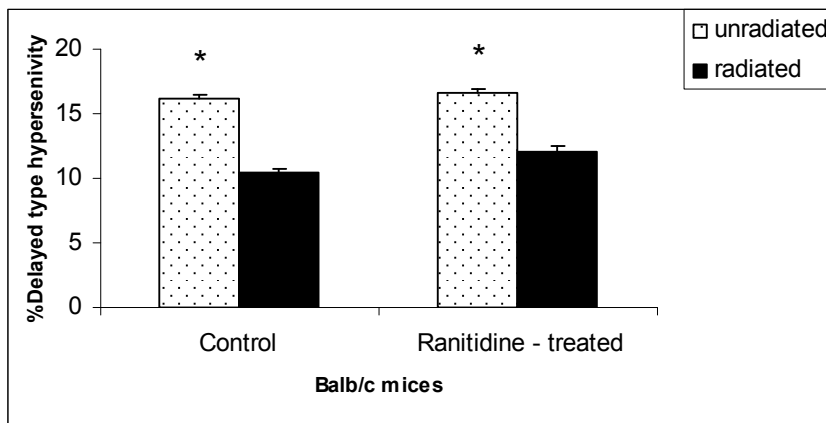 unradiated
radiated
%Delayed type hypersenivity
20
15
10
5
0
*
*
Control
Ranitidine - treated
Balb/c mices